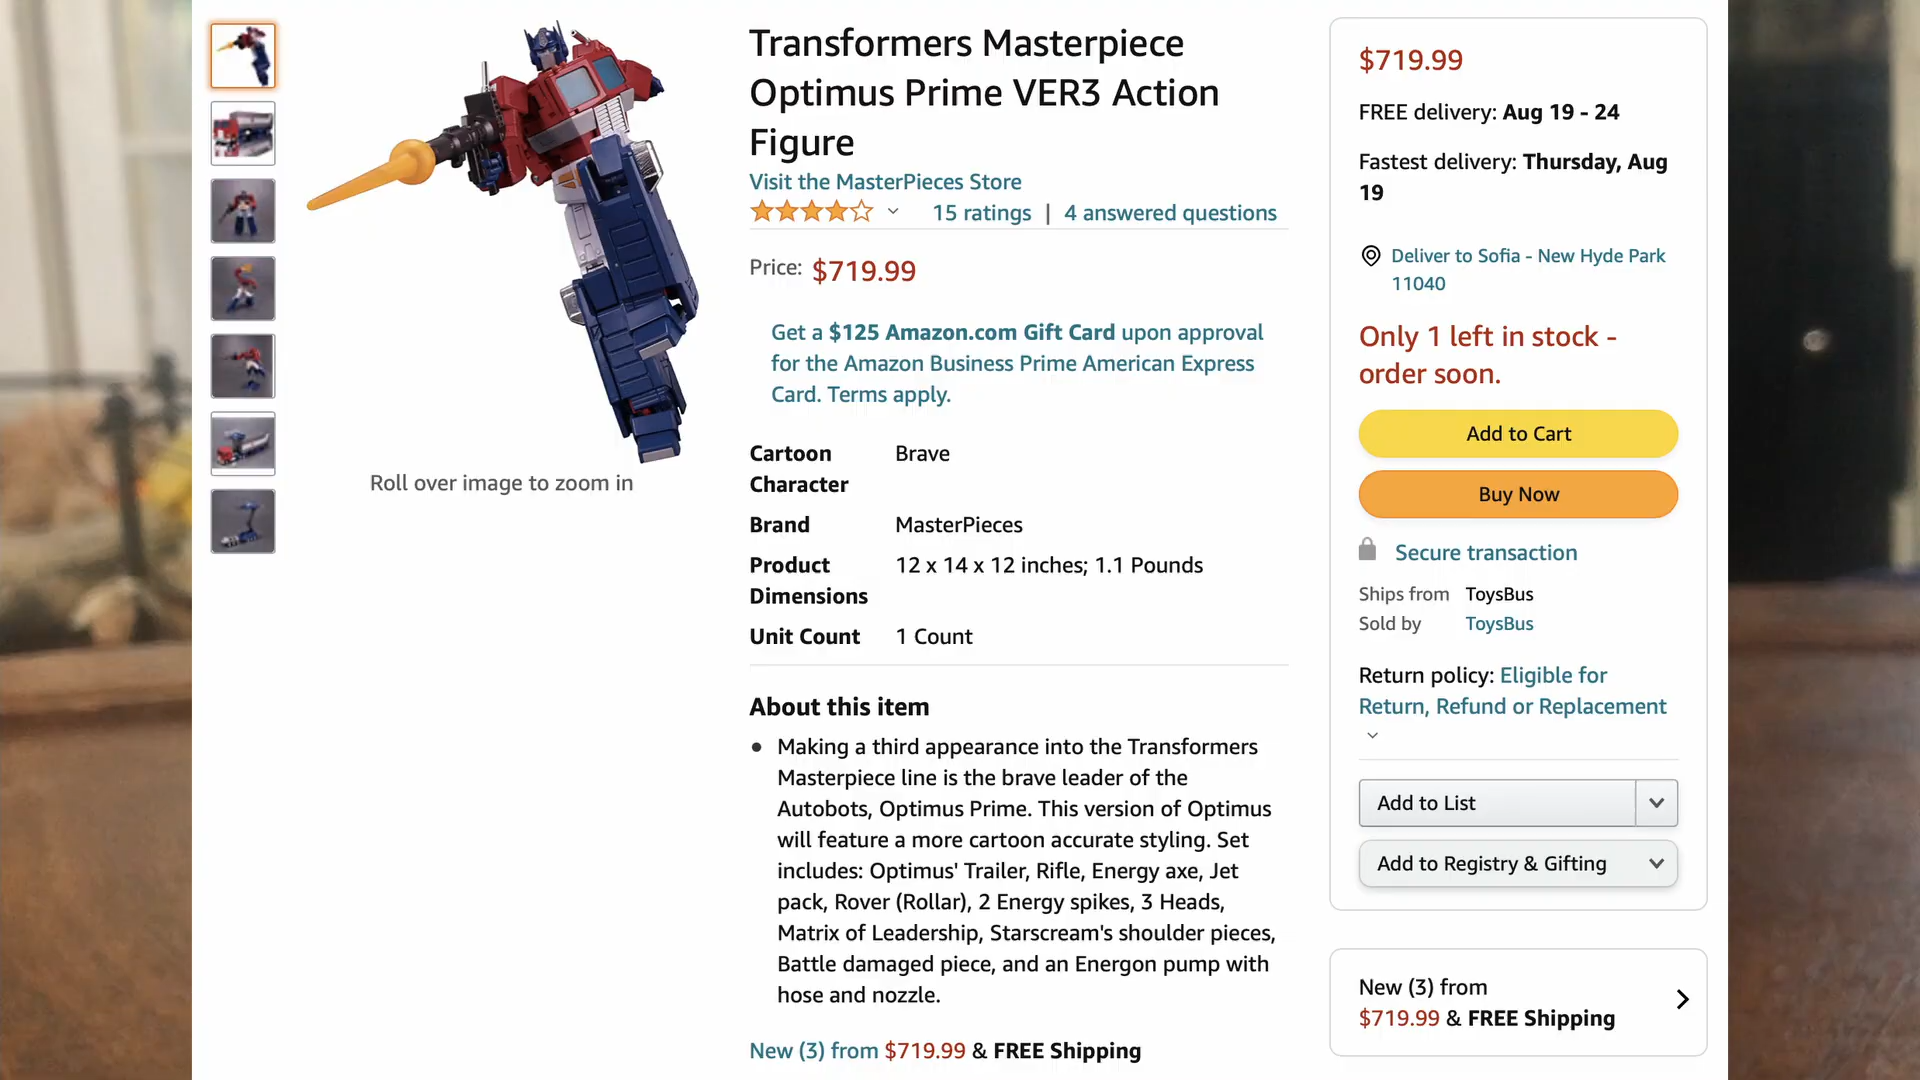 Transformers Masterpiece
Optimus Prime VER3 Action
Figure
Visit the MasterPieces Store
15 ratings | 4 answered questions
Price: $719.99
Get a $125 Amazon.com Gift Card upon approval
for the Amazon Business Prime American Express
Card. Terms apply.
Cartoon Brave
Character
Brand MasterPieces
Product 12 x 14 x 12 inches; 1.1 Pounds
Dimensions
Unit Count 1 Count
About this item
Making a third appearance into the Transformers
Masterpiece line is the brave leader of the
Autobots, Optimus Prime. This version of Optimus
will feature a more cartoon accurate styling. Set
includes: Optimus' Trailer, Rifle, Energy axe, Jet
pack, Rover (Rollar), 2 Energy spikes, 3 Heads,
Matrix of Leadership, Starscream's shoulder pieces,
Battle damaged piece, and an Energon pump with
hose and nozzle.
New (3) from $719.99 & FREE Shipping
Roll over image to zoom in
$719.99
FREE delivery: Aug 19 - 24
Fastest delivery: Thursday, Aug
19
Deliver to Sofia - New Hyde Park
11040
Only 1 left in stock -
order soon.
Add to Cart
Buy Now
Secure transaction
Ships from ToysBus
Sold by ToysBus
Return policy: Eligible for
Return, Refund or Replacement
Add to List
Add to Registry & Gifting
New (3) from
$719.99 & FREE Shipping